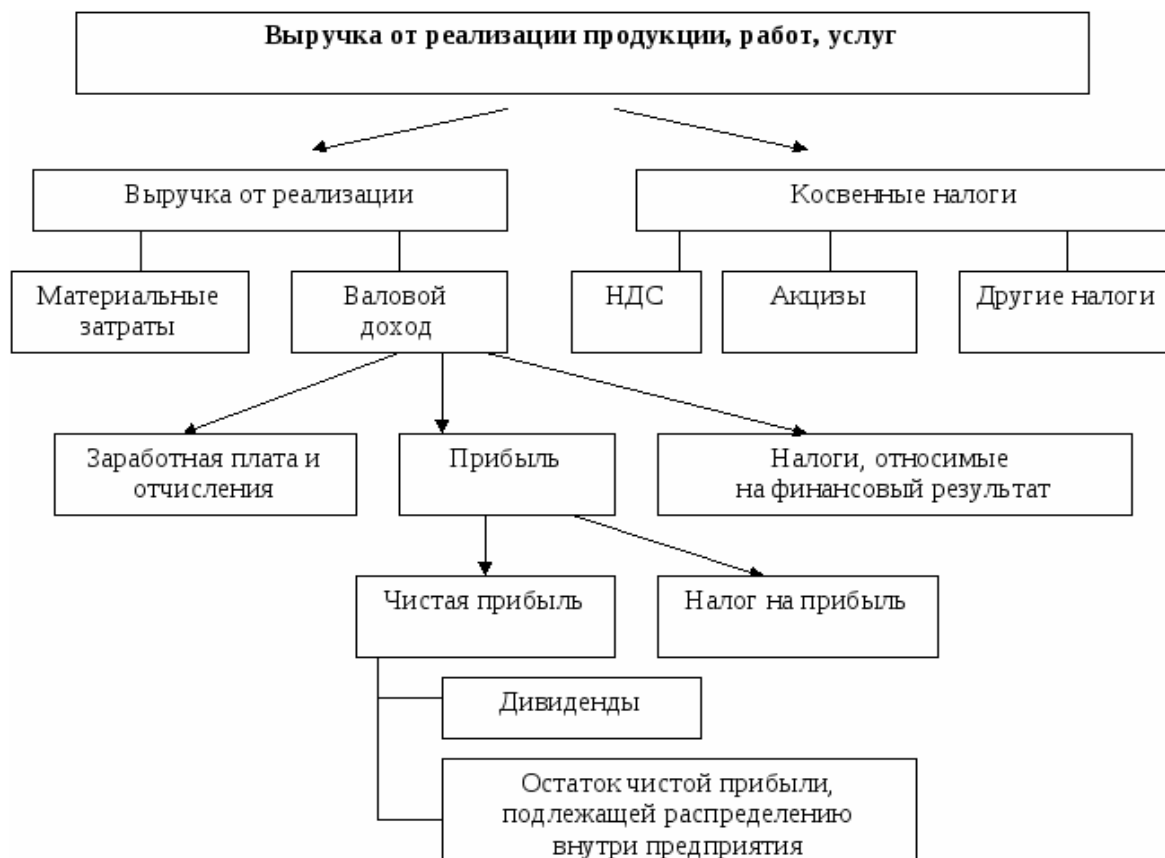 Выручка от реализации продукции, работ, услуг
Выручка от реализации
Косвенные налоги
Материальные
затраты
Валовой
доход
НДС
Акцизы
Другие налоги
Заработная плата и
отчисления
Прибыль
Налоги, относимые
на финансовый результат
Чистая прибыль
Налог на прибыль
Дивиденды
Остаток чистой прибыли,
подлежащей распределению
внутри предприятия